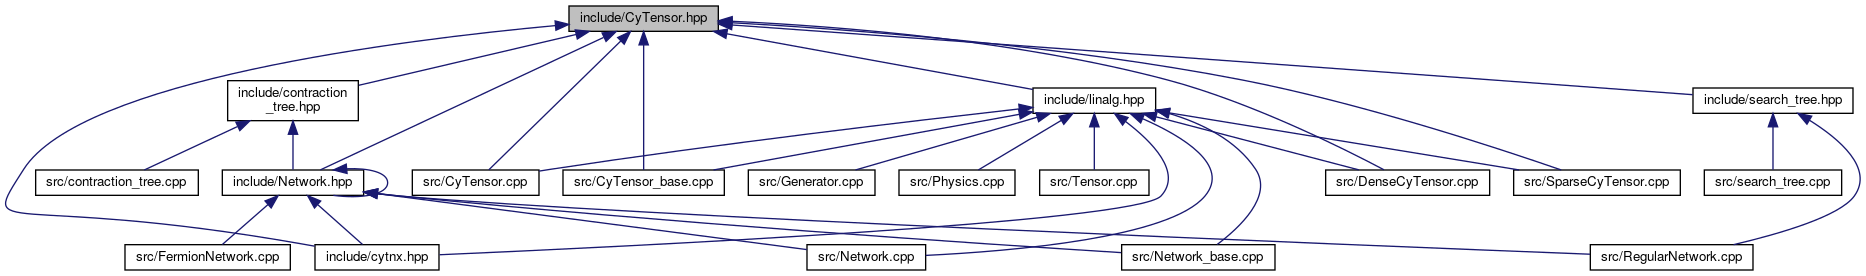 include/CyTensor.hpp
include/contraction
_tree.hpp
include/linalg.hpp
include/search_tree.hpp
src/contraction_tree.cpp
include/Network.hpp
src/CyTensor.cpp
src/CyTensor_base.cpp
src/Generator.cpp
src/Physics.cpp
src/Tensor.cpp
src/DenseCyTensor.cpp
src/SparseCyTensor.cpp
src/search_tree.cpp
src/FermionNetwork.cpp
include/cytnx.hpp
src/Network.cpp
src/Network_base.cpp
src/RegularNetwork.cpp